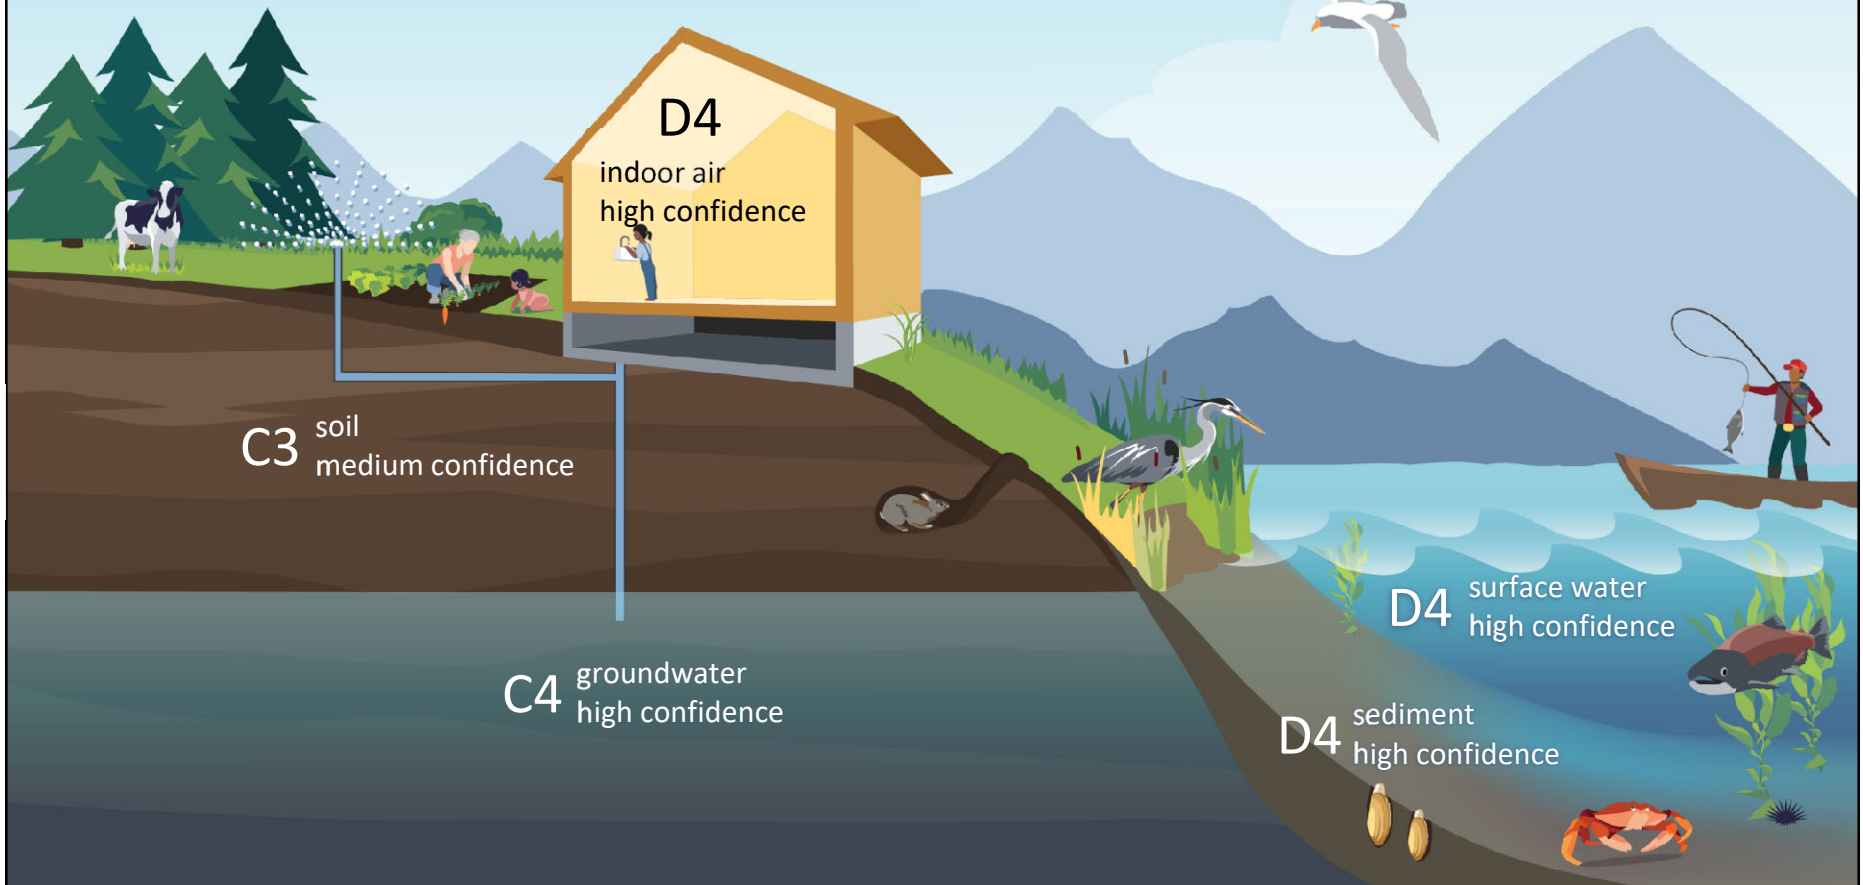 D4
indoor air
high confidence
C3
soil
medium confidence
D4
surface water
high confidence
C4
groundwater
high confidence
D4
sediment
high confidence